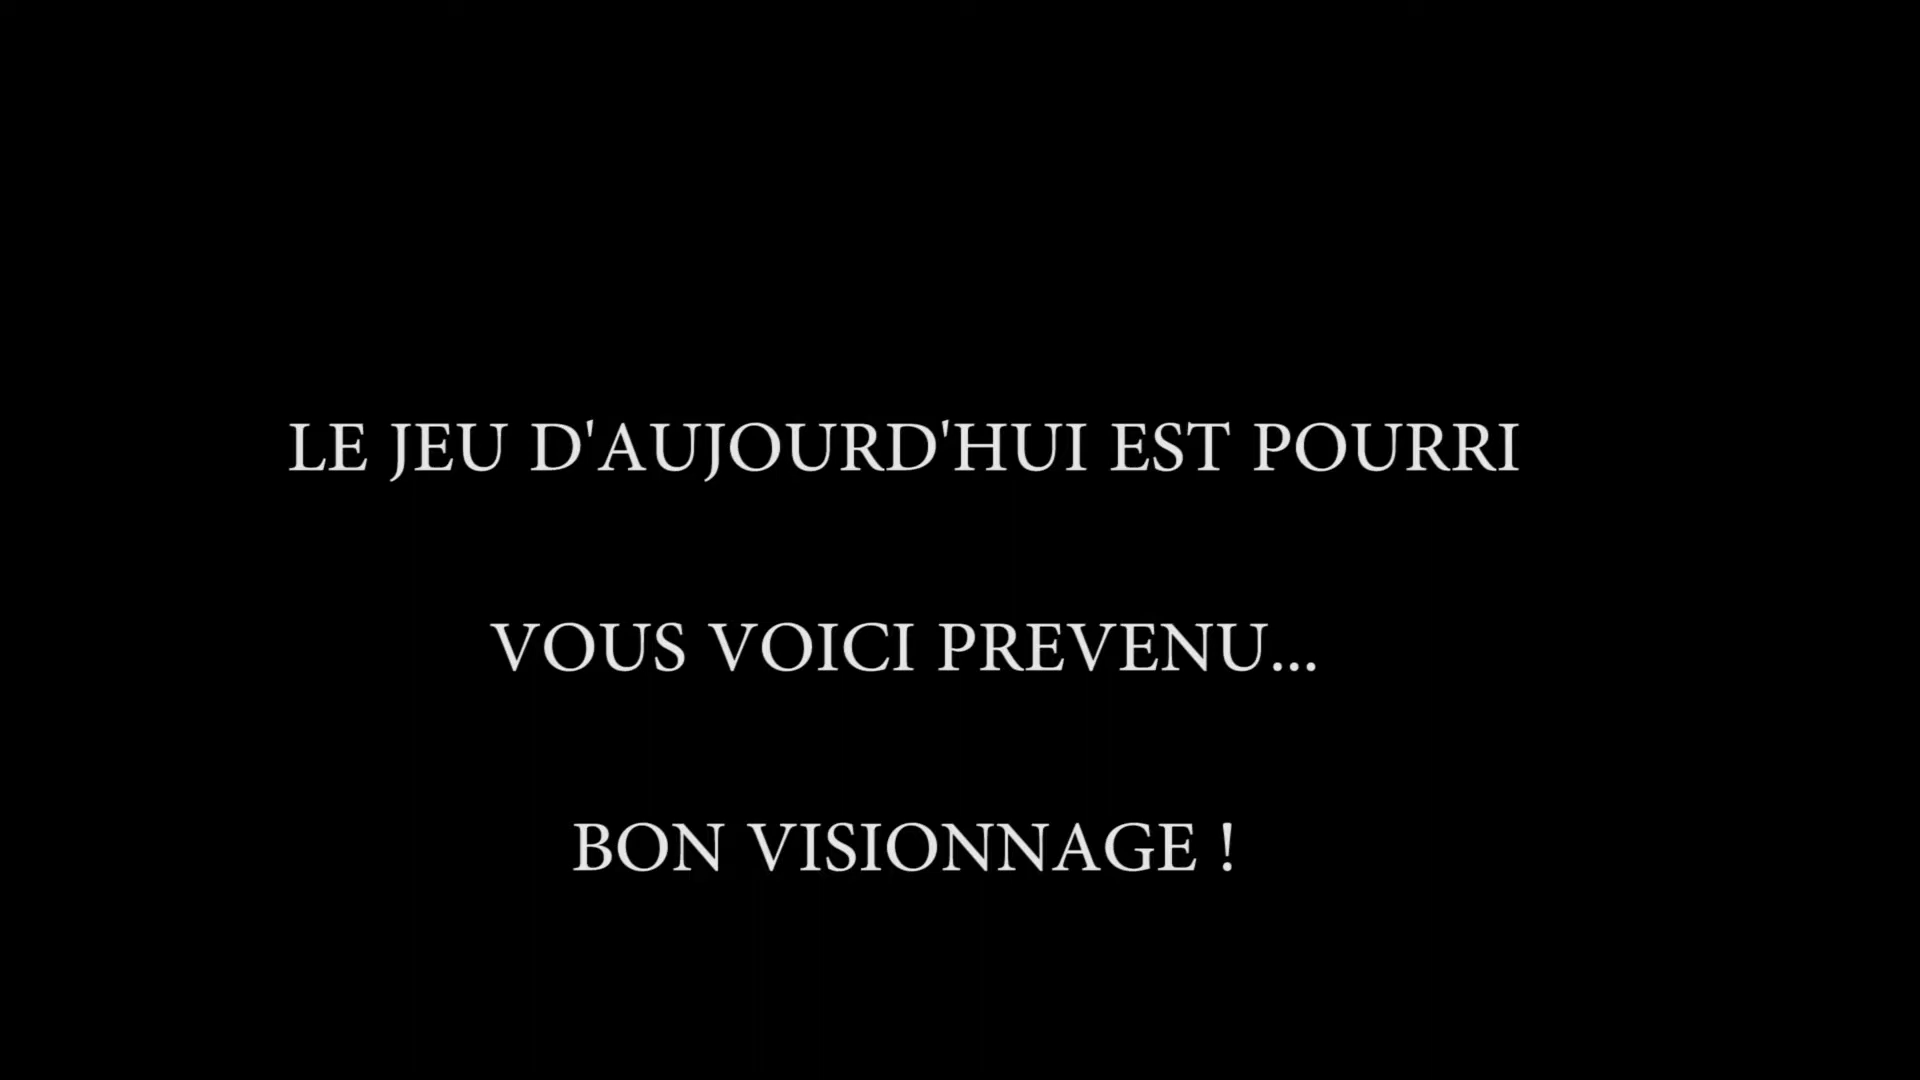 LE JEU D'AUJOURD'HUI EST POURRI
VOUS VOICI PREVENU...
BON VISIONNAGE !